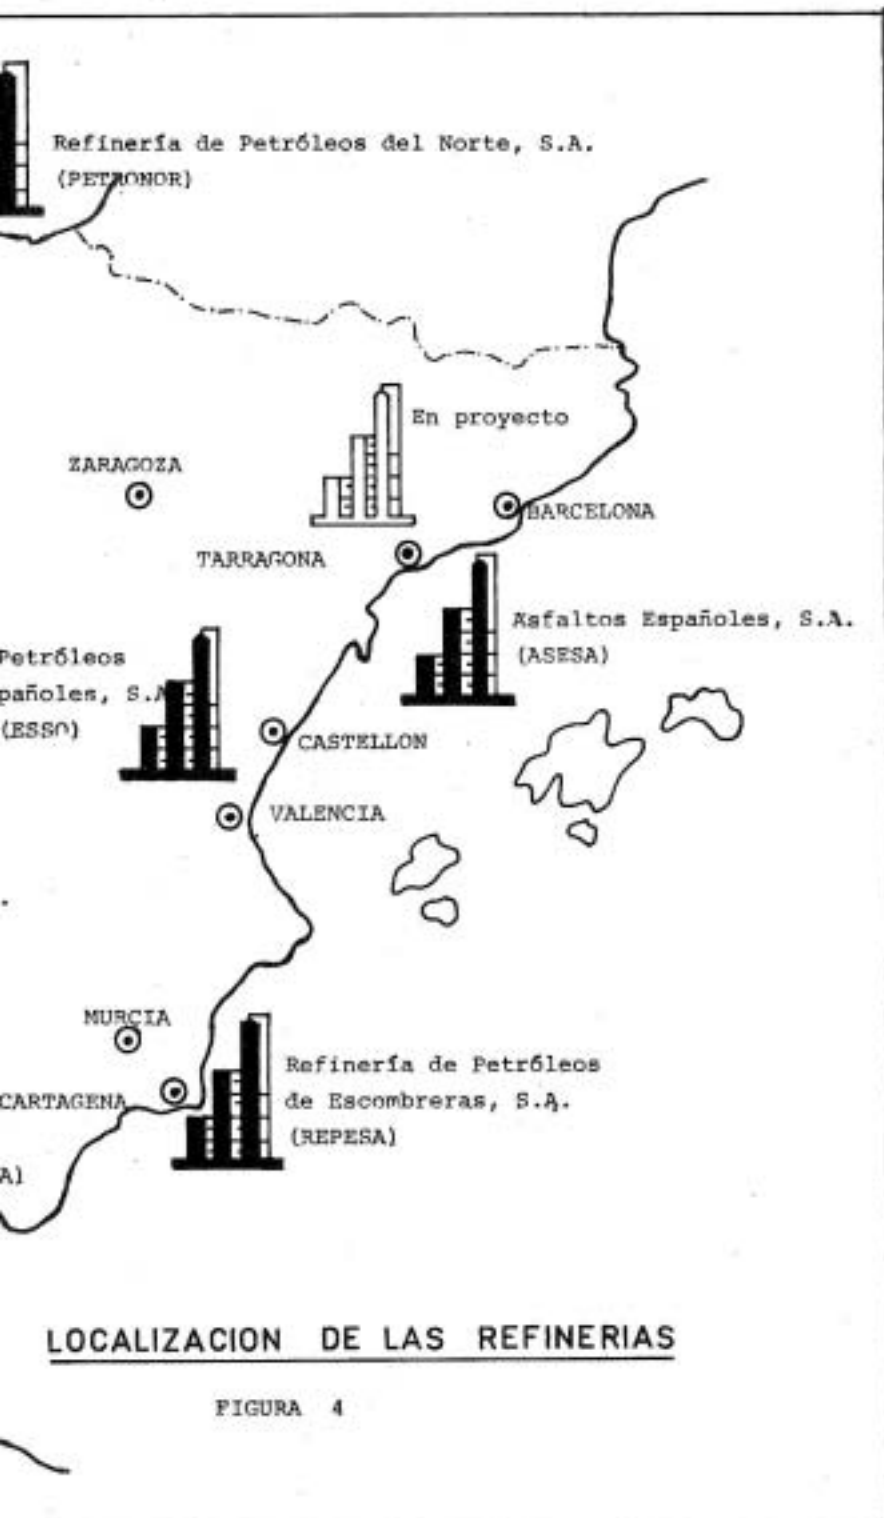 Refinería de Petróleos del Norte, S.A.
(PETRONOR)
En proyecto
ZARAGOZA
BARCELONA
TARRAGONA
Asfaltos Españoles, S.A.
(ASESA)
Petróleos
pañoles, S.A
(ESSO)
CASTELLON
VALENCIA
MURCIA
Refinería de Petróleos
CARTAGENA
de Escombreras, S.A.
(REPESA)
A)
LOCALIZACION DE LAS REFINERIAS
FIGURA 4